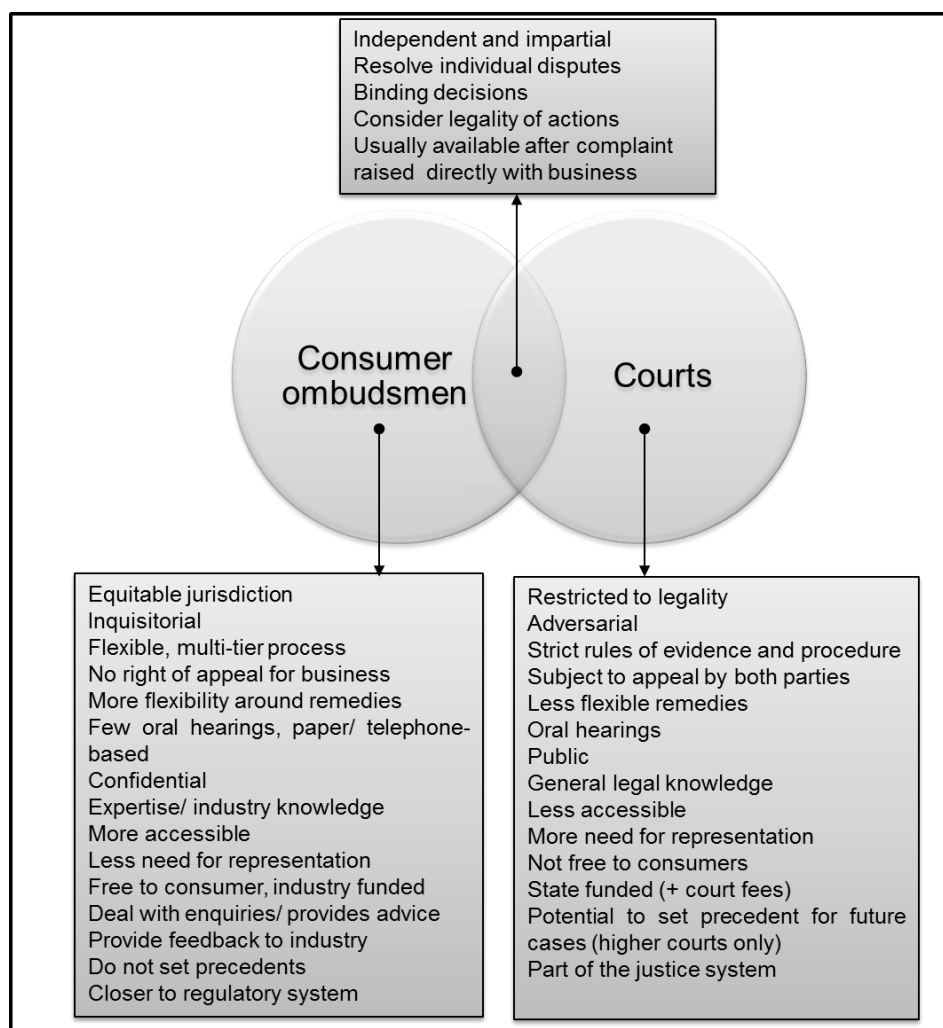 Independent and impartial
Resolve individual disputes
Binding decisions
Consider legality of actions
Usually available after complaint
raised directly with business
Consumer
ombudsmen
Courts
Equitable jurisdiction
Inquisitorial
Flexible, multi-tier process
No right of appeal for business
More flexibility around remedies
Few oral hearings, paper/ telephone-
based
Confidential
Expertise/ industry knowledge
More accessible
Less need for representation
Free to consumer, industry funded
Deal with enquiries/ provides advice
Provide feedback to industry
Do not set precedents
Closer to regulatory system
Restricted to legality
Adversarial
Strict rules of evidence and procedure
Subject to appeal by both parties
Less flexible remedies
Oral hearings
Public
General legal knowledge
Less accessible
More need for representation
Not free to consumers
State funded (+ court fees)
Potential to set precedent for future
cases (higher courts only)
Part of the justice system